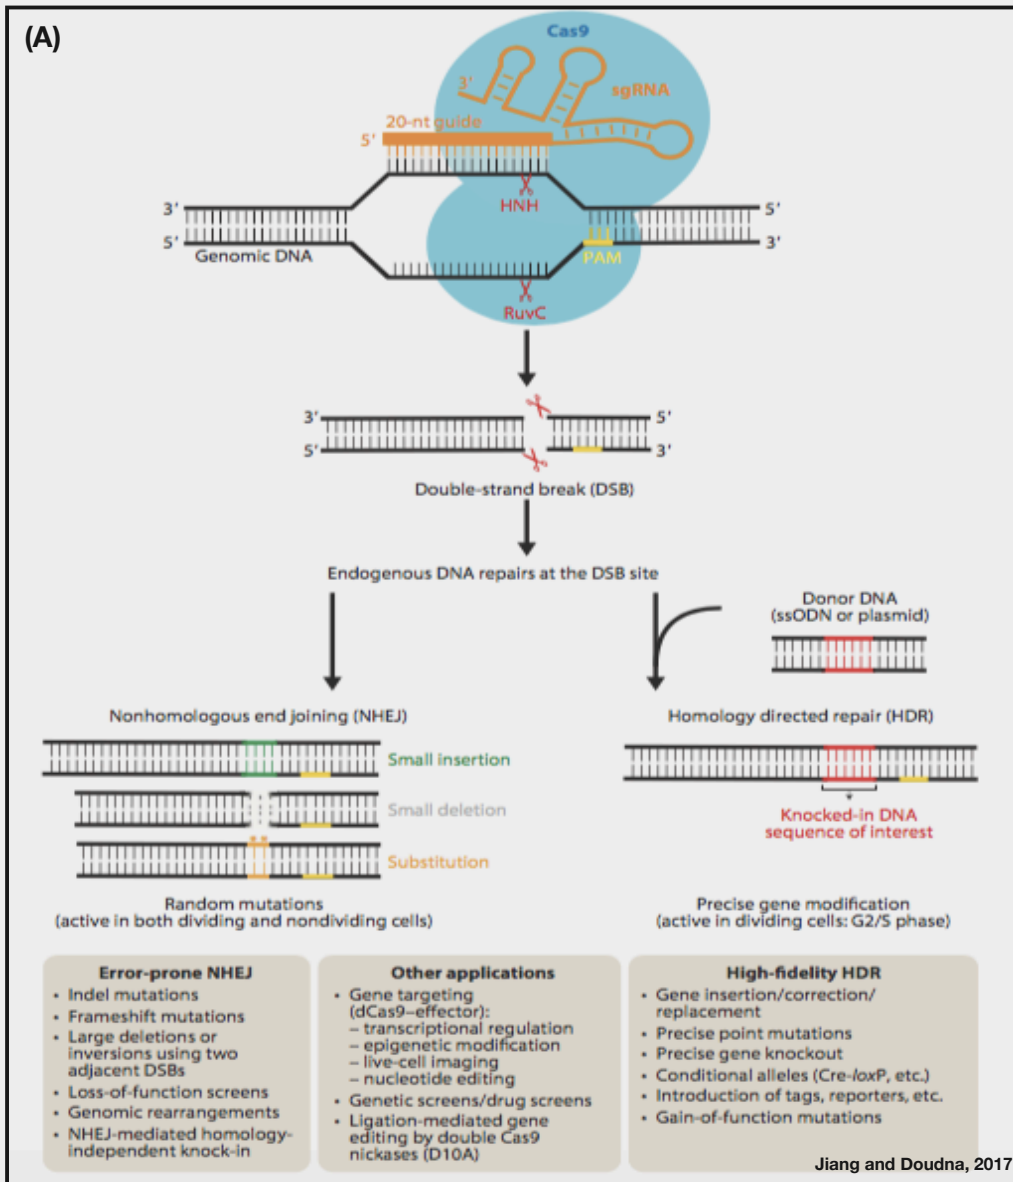 (A)
Cas9
3'
sgRNA
20-nt guide
5'
HNH
3'
5'
5'
3'
Genomic DNA
PAM
RuvC
3'
5'
5'
3'
Double-strand break (DSB)
Endogenous DNA repairs at the DSB site
Donor DNA
(ssODN or plasmid)
Nonhomologous end joining (NHEJ)
Small insertion
Small deletion
Substitution
Random mutations
(active in both dividing and nondividing cells)
Homology directed repair (HDR)
Knocked-in DNA
sequence of interest
Precise gene modification
(active in dividing cells: G2/S phase)
Error-prone NHEJ
• Indel mutations
• Frameshift mutations
• Large deletions or
inversions using two
adjacent DSBs
• Loss-of-function screens
• Genomic rearrangements
• NHEJ-mediated homology-
independent knock-in
Other applications
• Gene targeting
(dCas9–effector):
– transcriptional regulation
– epigenetic modification
– live-cell imaging
– nucleotide editing
• Genetic screens/drug screens
• Ligation-mediated gene
editing by double Cas9
nickases (D10A)
High-fidelity HDR
• Gene insertion/correction/
replacement
• Precise point mutations
• Precise gene knockout
• Conditional alleles (Cre-loxP, etc.)
• Introduction of tags, reporters, etc.
• Gain-of-function mutations
Jiang and Doudna, 2017